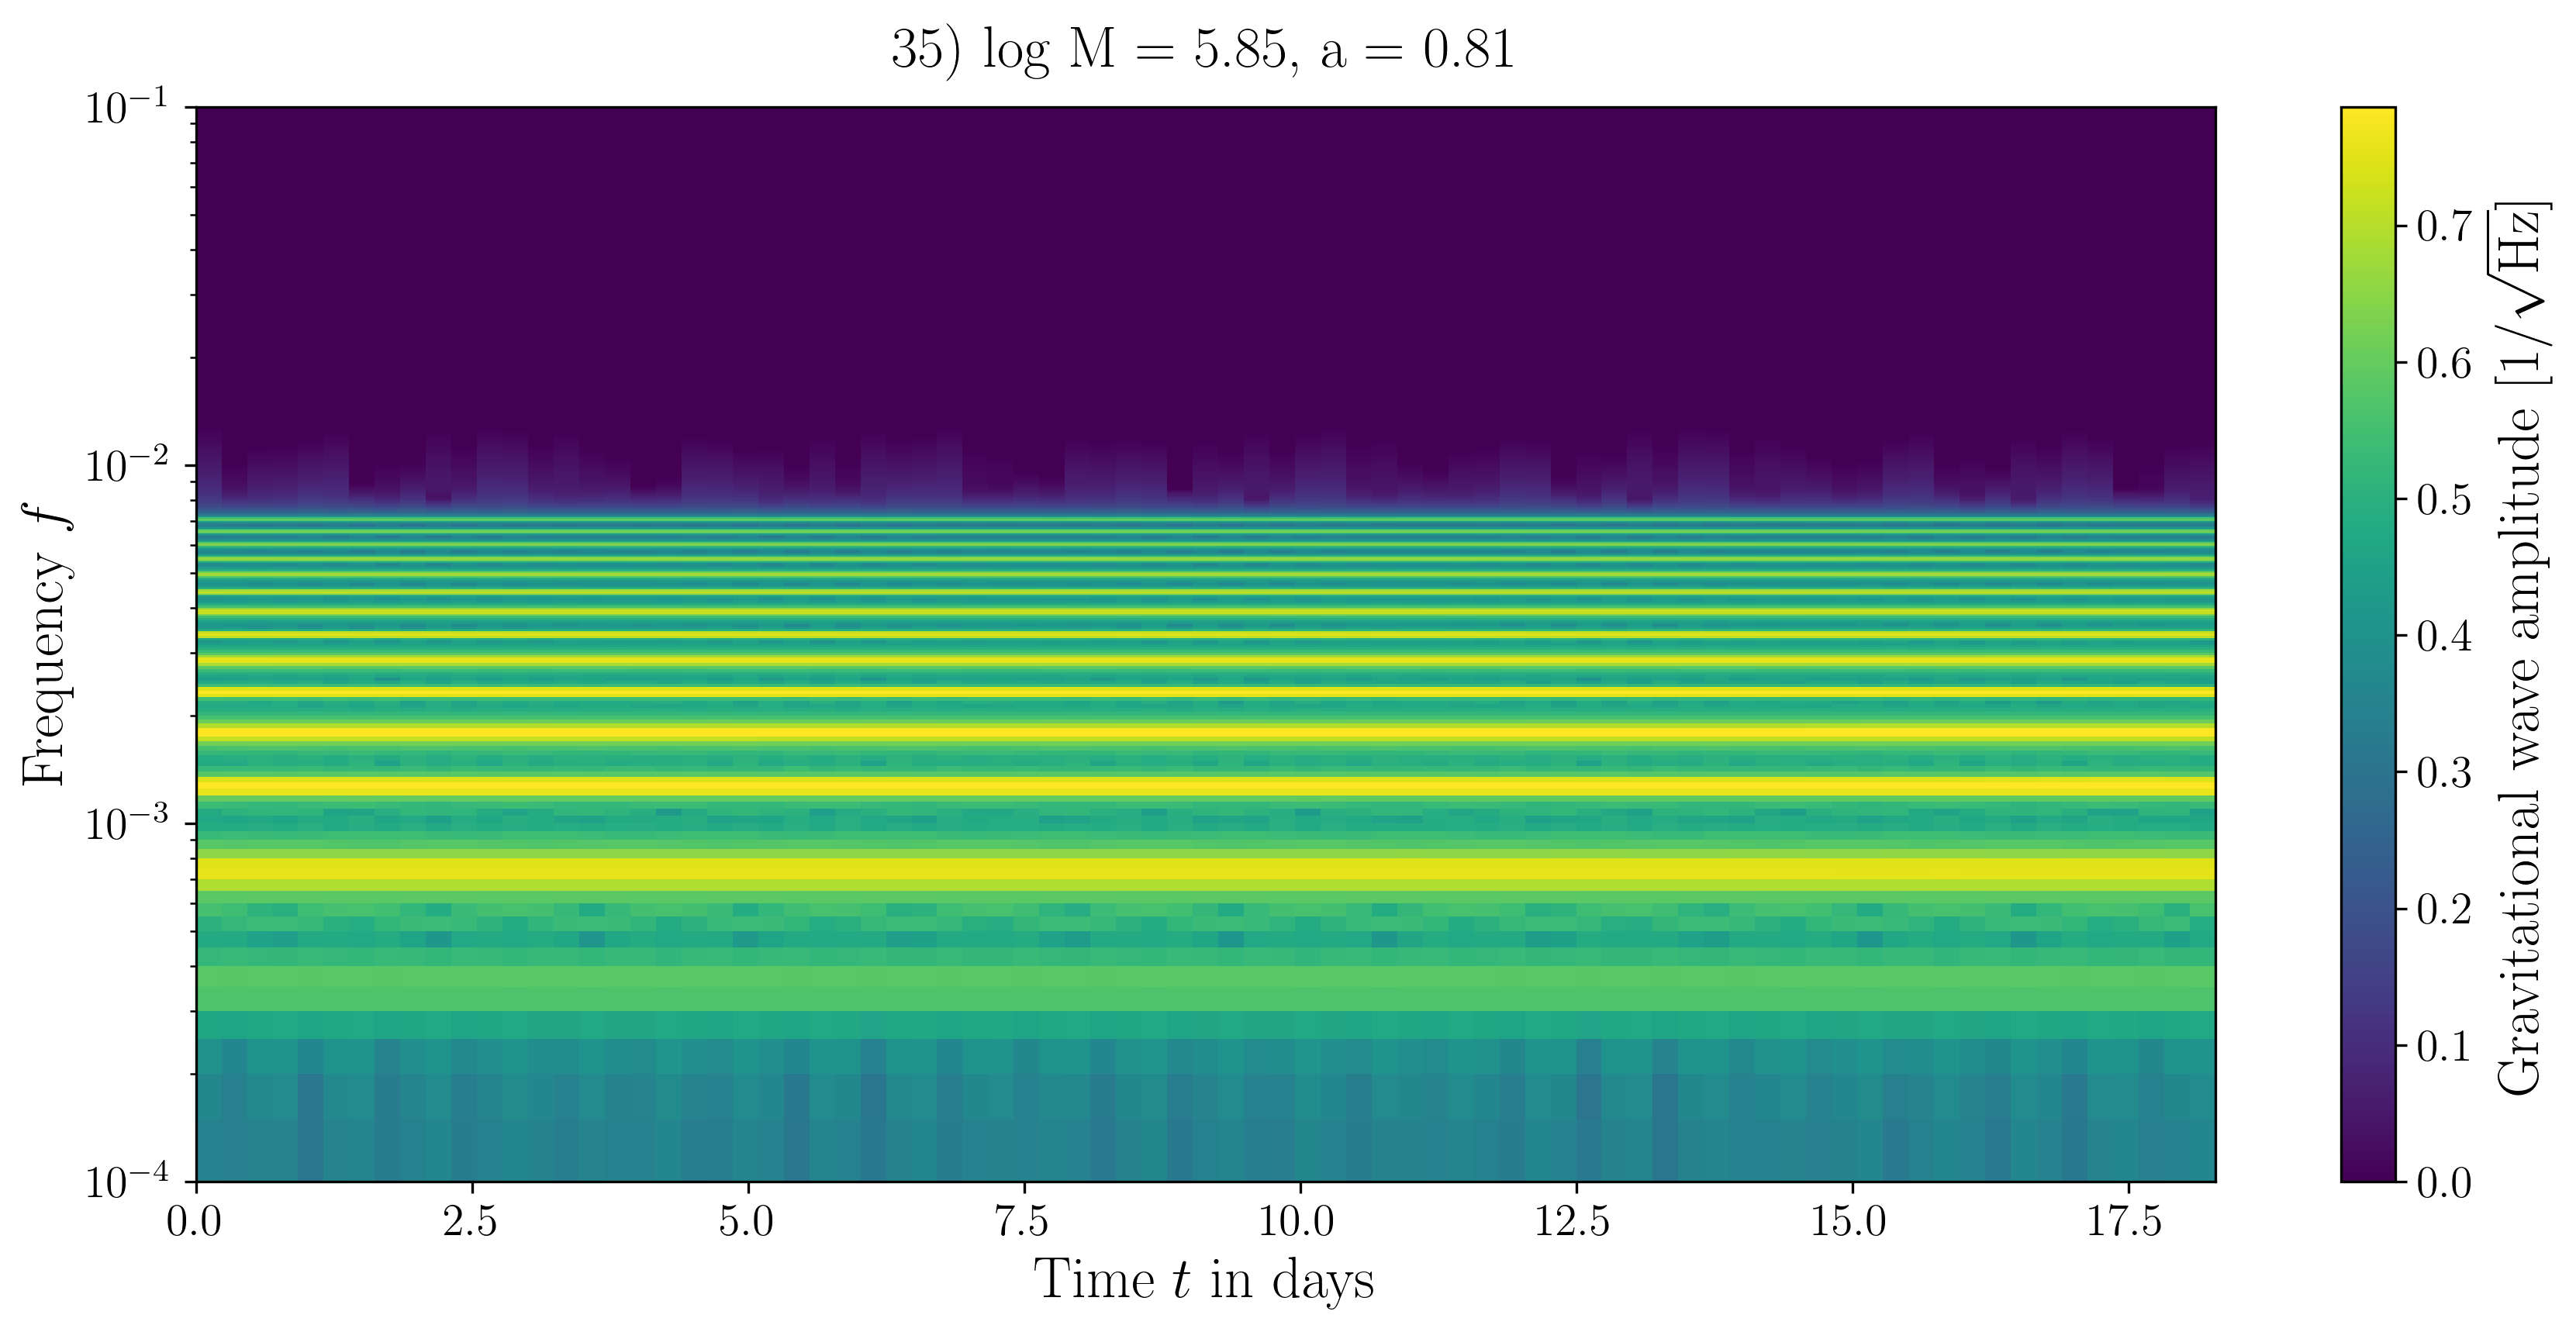 35) log M = 5.85, a = 0.81
10⁻¹
10⁻²
10⁻³
10⁻⁴
Frequency f
0.0 2.5 5.0 7.5 10.0 12.5 15.0 17.5
Time t in days
0.7
0.6
0.5
0.4
0.3
0.2
0.1
0.0
Gravitational wave amplitude [1/√Hz]